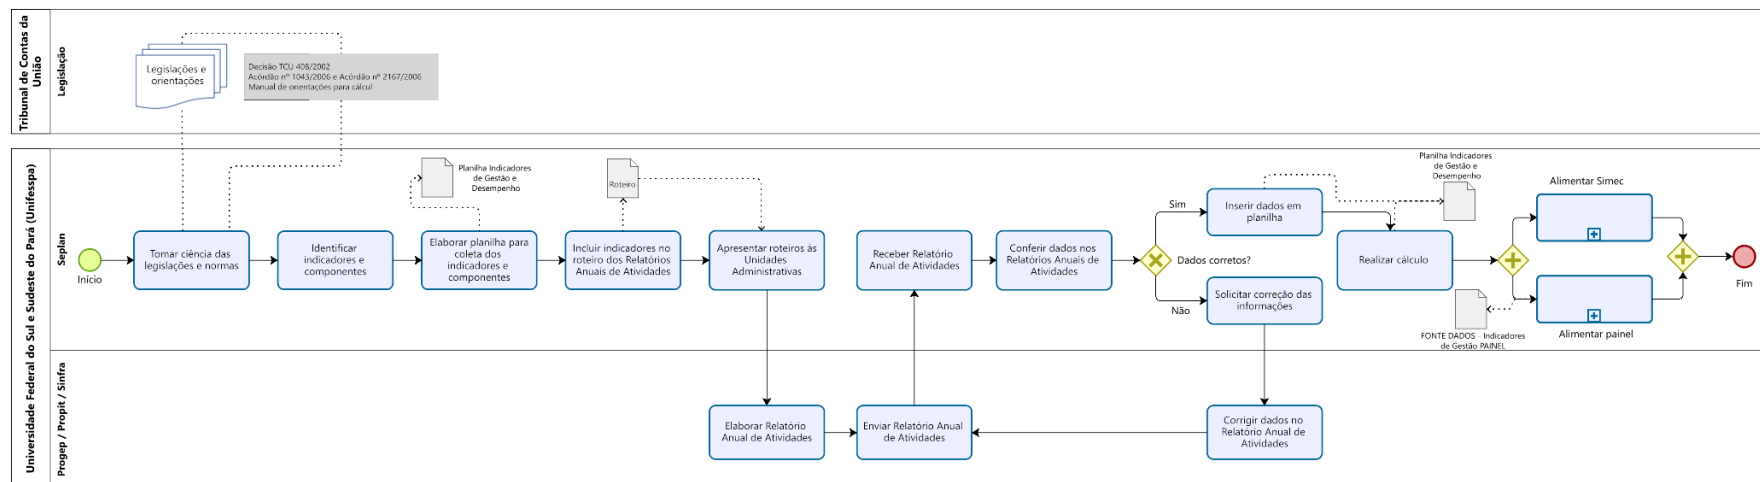 Tribunal de Contas da
União
Legislação
Legislações e
orientações
Decisão TCU 408/2002
Acórdão nº 1043/2006 e Acórdão nº 2167/2006
Manual de orientações para cálcul
Universidade Federal do Sul e Sudeste do Pará (Unifesspa)
Seplan
Início
Tomar ciência das
legislações e normas
Identificar
indicadores e
componentes
Planilha Indicadores
de Gestão e
Desempenho
Elaborar planilha para
coleta dos
indicadores e
componentes
Roteiro
Incluir indicadores no
roteiro dos Relatórios
Anuais de Atividades
Apresentar roteiros às
Unidades
Administrativas
Receber Relatório
Anual de Atividades
Conferir dados nos
Relatórios Anuais de
Atividades
Dados corretos?
Sim
Inserir dados em
planilha
Não
Solicitar correção das
informações
Planilha Indicadores
de Gestão e
Desempenho
Realizar cálculo
FONTE DADOS - Indicadores
de Gestão PAINEL
Alimentar Simec
Alimentar painel
Fim
Progep / Propit / Sinfra
Elaborar Relatório
Anual de Atividades
Enviar Relatório Anual
de Atividades
Corrigir dados no
Relatório Anual de
Atividades